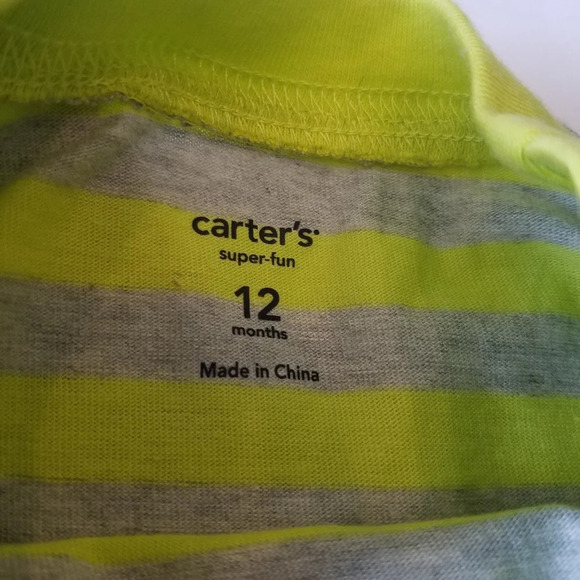 carter's
super-fun
12
months
Made in China